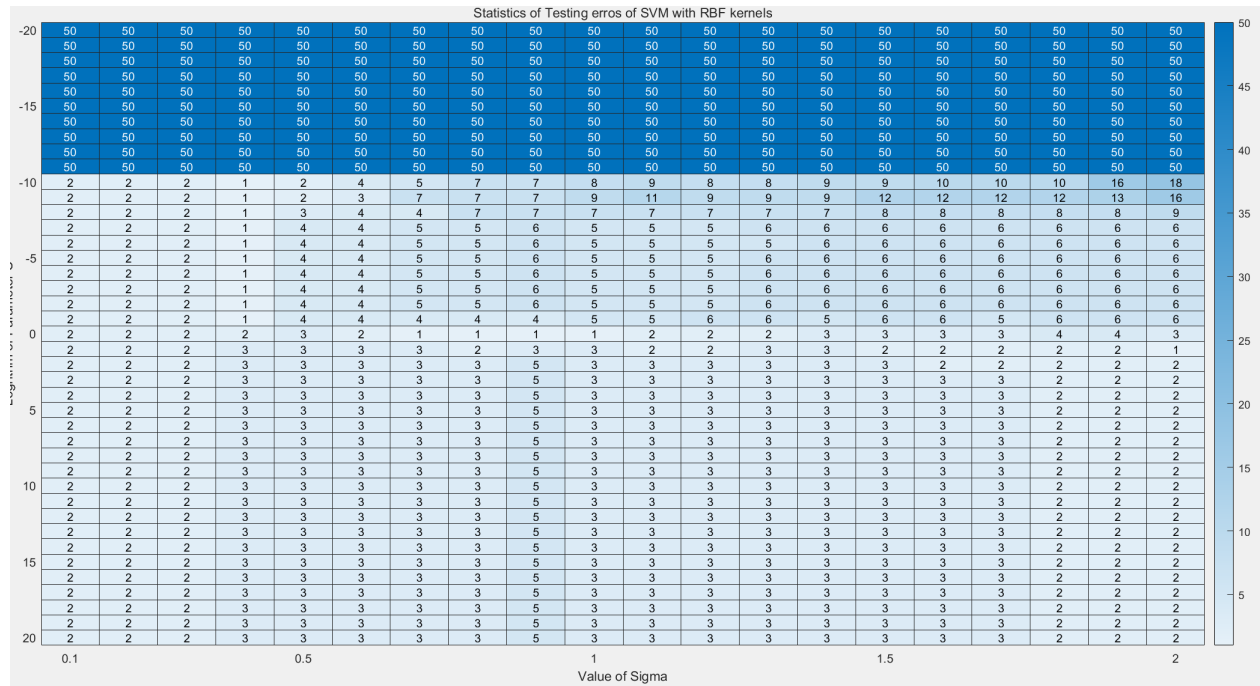 Statistics of Testing erros of SVM with RBF kernels
-20 50 50 50 50 50 50 50 50 50 50 50 50 50 50 50 50 50 50 50 50
50 50 50 50 50 50 50 50 50 50 50 50 50 50 50 50 50 50 50 50
50 50 50 50 50 50 50 50 50 50 50 50 50 50 50 50 50 50 50 50
50 50 50 50 50 50 50 50 50 50 50 50 50 50 50 50 50 50 50 50
50 50 50 50 50 50 50 50 50 50 50 50 50 50 50 50 50 50 50 50
-15 50 50 50 50 50 50 50 50 50 50 50 50 50 50 50 50 50 50 50 50
50 50 50 50 50 50 50 50 50 50 50 50 50 50 50 50 50 50 50 50
50 50 50 50 50 50 50 50 50 50 50 50 50 50 50 50 50 50 50 50
50 50 50 50 50 50 50 50 50 50 50 50 50 50 50 50 50 50 50 50
50 50 50 50 50 50 50 50 50 50 50 50 50 50 50 50 50 50 50 50
-10 2 2 2 1 2 4 5 7 7 8 9 8 8 9 9 10 10 10 16 18
2 2 2 1 2 3 7 7 7 9 11 9 9 9 12 12 12 12 13 16
2 2 2 1 3 4 4 7 7 7 7 7 7 7 8 8 8 8 8 9
2 2 2 1 4 4 5 5 6 5 5 5 6 6 6 6 6 6 6 6
2 2 2 1 4 4 5 5 6 5 5 5 5 6 6 6 6 6 6 6
-5 2 2 2 1 4 4 5 5 6 5 5 5 6 6 6 6 6 6 6 6
2 2 2 1 4 4 5 5 6 5 5 5 6 6 6 6 6 6 6 6
2 2 2 1 4 4 5 5 6 5 5 5 6 6 6 6 6 6 6 6
2 2 2 1 4 4 5 5 6 5 5 5 6 6 6 6 6 6 6 6
2 2 2 1 4 4 4 4 4 5 5 6 6 5 6 6 5 6 6 6
0 2 2 2 2 3 2 1 1 1 1 2 2 2 3 3 3 3 4 4 3
2 2 2 3 3 3 3 2 3 3 2 2 3 3 2 2 2 2 2 1
2 2 2 3 3 3 3 3 5 3 3 3 3 3 3 2 2 2 2 2
2 2 2 3 3 3 3 3 5 3 3 3 3 3 3 3 3 2 2 2
2 2 2 3 3 3 3 3 5 3 3 3 3 3 3 3 3 2 2 2
5 2 2 2 3 3 3 3 3 5 3 3 3 3 3 3 3 3 2 2 2
2 2 2 3 3 3 3 3 5 3 3 3 3 3 3 3 3 2 2 2
2 2 2 3 3 3 3 3 5 3 3 3 3 3 3 3 3 2 2 2
2 2 2 3 3 3 3 3 5 3 3 3 3 3 3 3 3 2 2 2
2 2 2 3 3 3 3 3 5 3 3 3 3 3 3 3 3 2 2 2
10 2 2 2 3 3 3 3 3 5 3 3 3 3 3 3 3 3 2 2 2
2 2 2 3 3 3 3 3 5 3 3 3 3 3 3 3 3 2 2 2
2 2 2 3 3 3 3 3 5 3 3 3 3 3 3 3 3 2 2 2
2 2 2 3 3 3 3 3 5 3 3 3 3 3 3 3 3 2 2 2
2 2 2 3 3 3 3 3 5 3 3 3 3 3 3 3 3 2 2 2
15 2 2 2 3 3 3 3 3 5 3 3 3 3 3 3 3 3 2 2 2
2 2 2 3 3 3 3 3 5 3 3 3 3 3 3 3 3 2 2 2
2 2 2 3 3 3 3 3 5 3 3 3 3 3 3 3 3 2 2 2
2 2 2 3 3 3 3 3 5 3 3 3 3 3 3 3 3 2 2 2
2 2 2 3 3 3 3 3 5 3 3 3 3 3 3 3 3 2 2 2
20 2 2 2 3 3 3 3 3 5 3 3 3 3 3 3 3 3 2 2 2
0.1 0.5 1 1.5 2
Value of Sigma
50
45
40
35
30
25
20
15
10
5